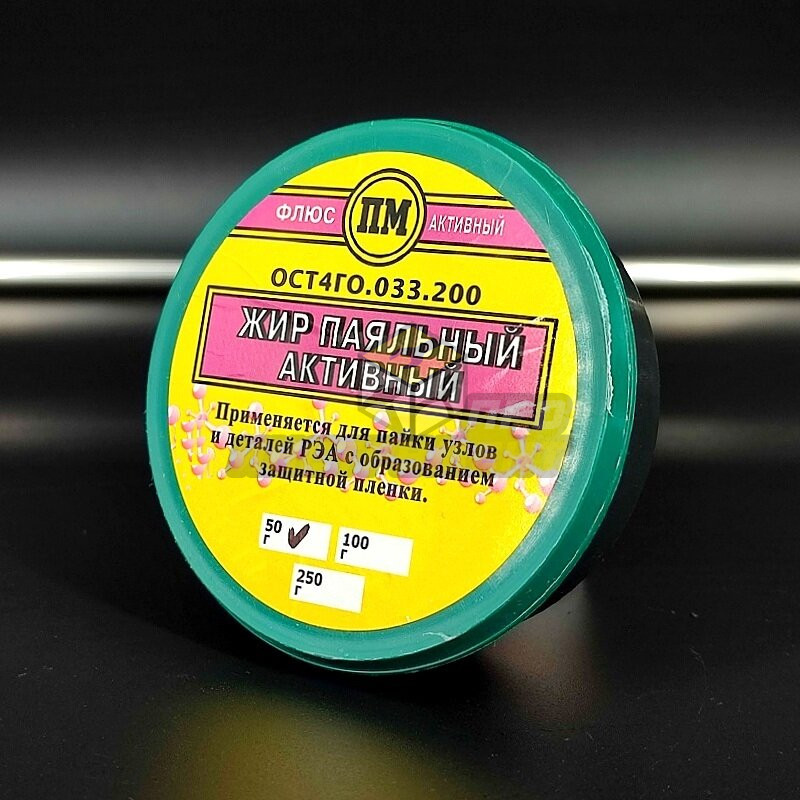 ФЛЮС ПМ АКТИВНЫЙ
ОСТ4ГО.033.200
ЖИР ПАЯЛЬНЫЙ
АКТИВНЫЙ
Применяется для пайки узлов
и деталей РЭА с образованием
защитной пленки.
50 г
100 г
250 г